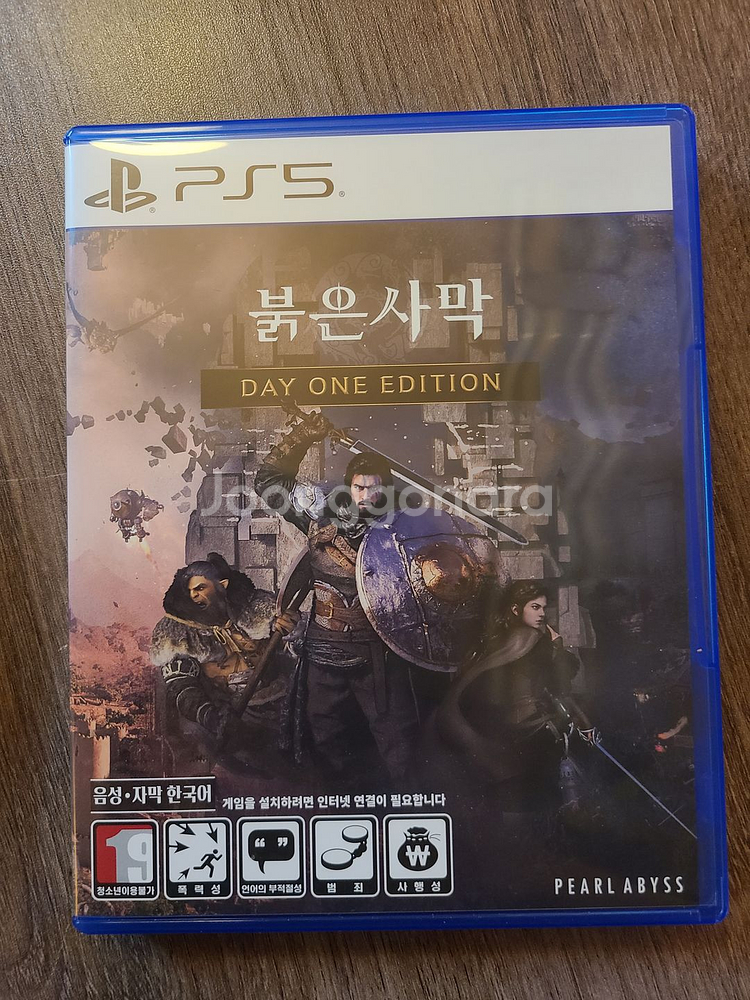 PS5
붉은사막
DAY ONE EDITION
Joonggonara
음성·자막 한국어
게임을 설치하려면 인터넷 연결이 필요합니다
19
청소년이용불가
폭력성
언어의 부적절성
범죄
사행성
PEARL ABYSS